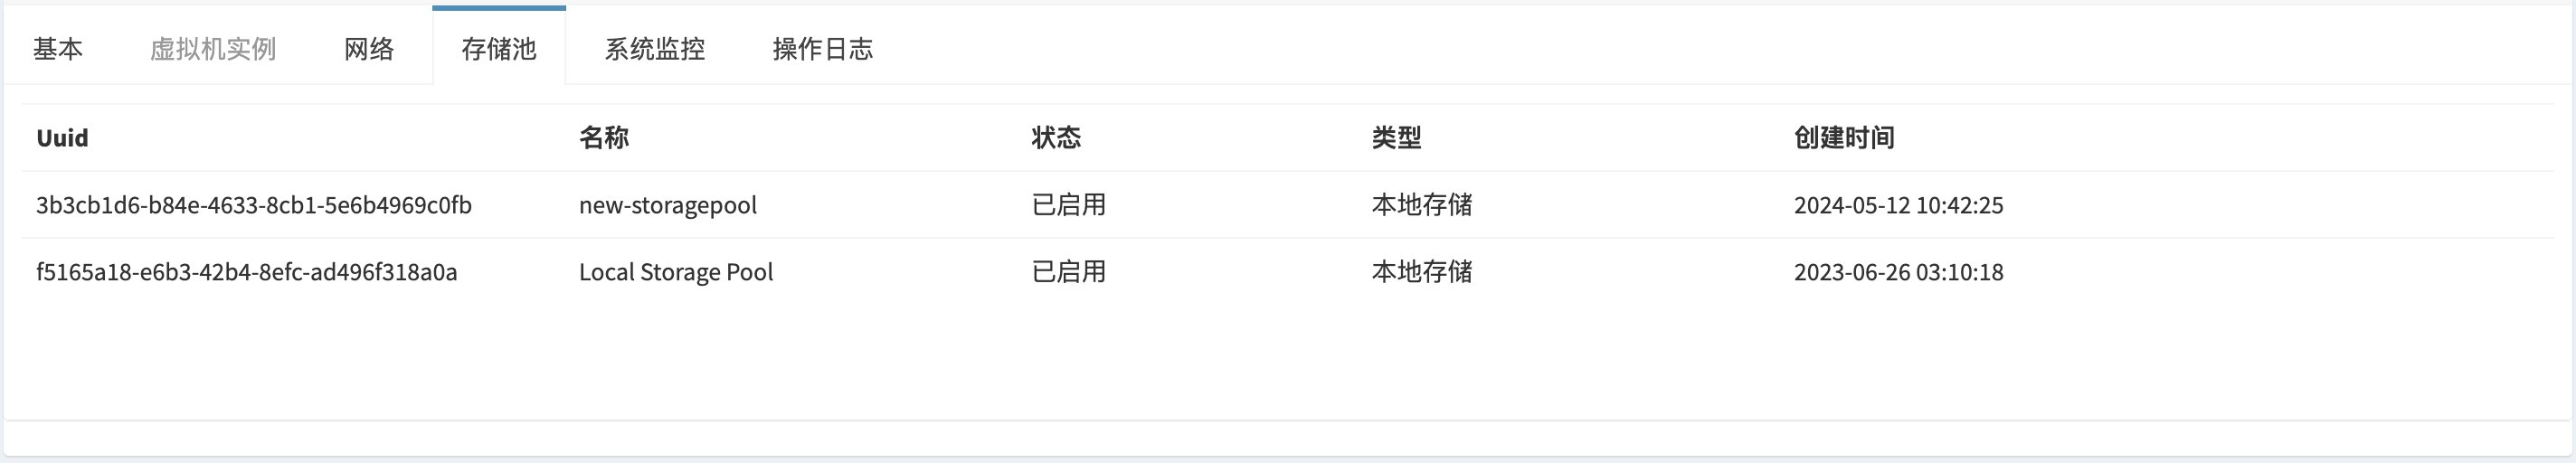 基本 虚拟机实例 网络 存储池 系统监控 操作日志
Uuid 名称 状态 类型 创建时间
3b3cb1d6-b84e-4633-8cb1-5e6b4969c0fb new-storagepool 已启用 本地存储 2024-05-12 10:42:25
f5165a18-e6b3-42b4-8efc-ad496f318a0a Local Storage Pool 已启用 本地存储 2023-06-26 03:10:18